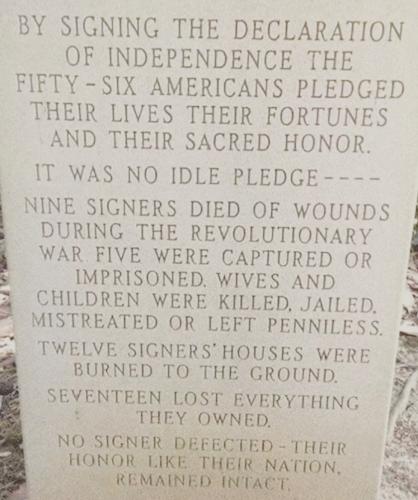 BY SIGNING THE DECLARATION
OF INDEPENDENCE THE
FIFTY-SIX AMERICANS PLEDGED
THEIR LIVES THEIR FORTUNES
AND THEIR SACRED HONOR.
IT WAS NO IDLE PLEDGE----
NINE SIGNERS DIED OF WOUNDS
DURING THE REVOLUTIONARY
WAR FIVE WERE CAPTURED OR
IMPRISONED. WIVES AND
CHILDREN WERE KILLED, JAILED,
MISTREATED OR LEFT PENNILESS.
TWELVE SIGNERS' HOUSES WERE
BURNED TO THE GROUND.
SEVENTEEN LOST EVERYTHING
THEY OWNED.
NO SIGNER DEFECTED-THEIR
HONOR LIKE THEIR NATION,
REMAINED INTACT.